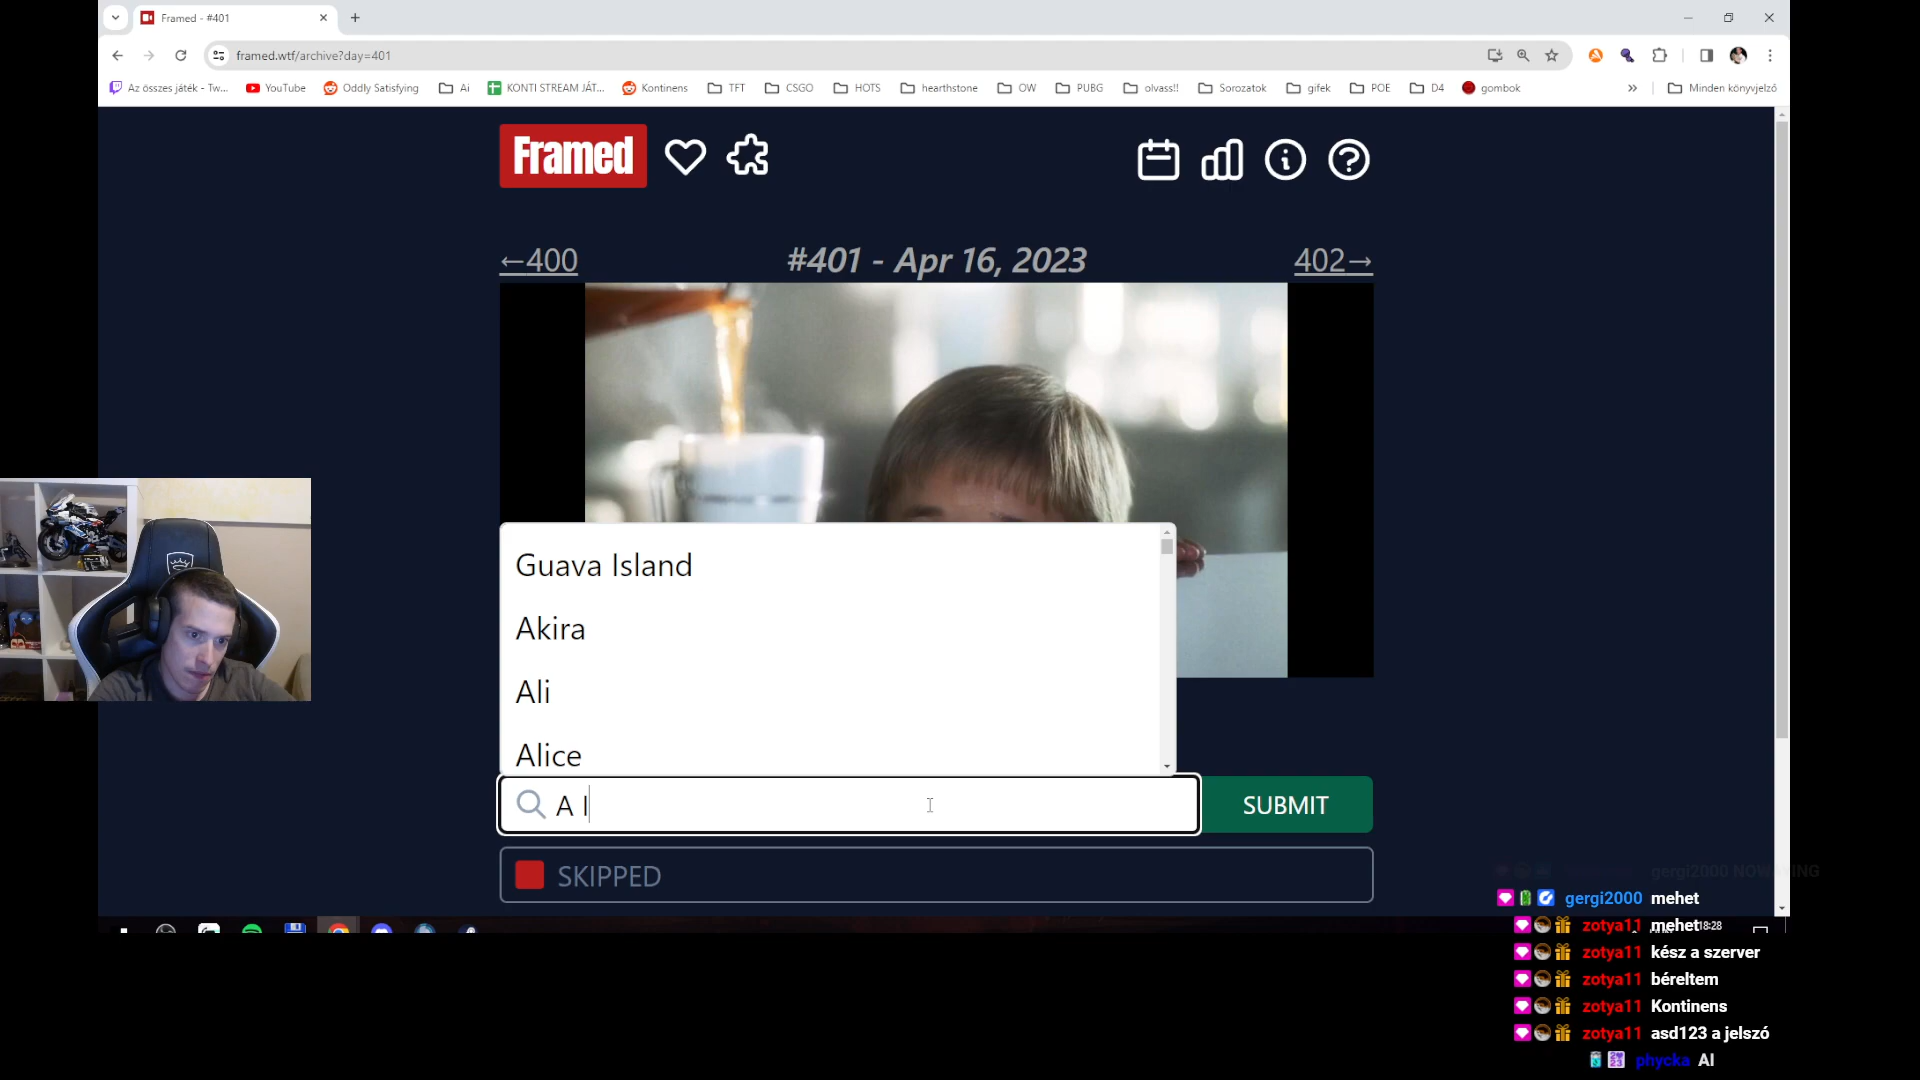 Framed - #401
framed.wtf/archive?day=401
Az összes játék - Tw...
YouTube
Oddly Satisfying
Ai
KONTI STREAM JÁT...
Kontinens
TFT
CSGO
HOTS
hearthstone
OW
PUBG
olvass!!
Sorozatok
gifek
POE
D4
gombok
»
Minden könyvjelző
Framed
←400
#401 - Apr 16, 2023
402→
Guava Island
Akira
Ali
Alice
A I
SUBMIT
SKIPPED
gergi2000
gergi2000 mehet
zotya11 mehet
18:28
zotya11 kész a szerver
zotya11 béreltem
zotya11 Kontinens
zotya11 asd123 a jelszó
phycka AI